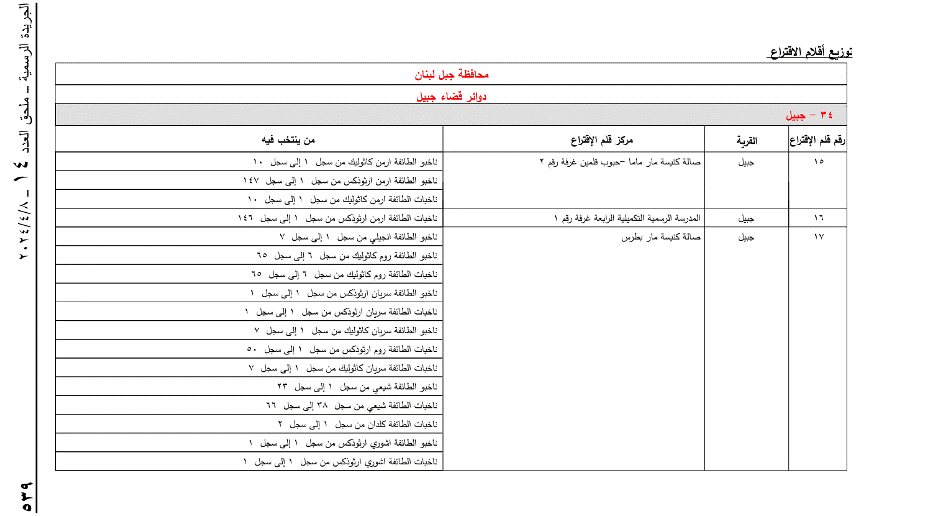 توزيع أقلام الاقتراع
محافظة جبل لبنان
دوائر قضاء جبيل
٣٤ - جبيل
رقم قلم الإقتراع القرية مركز قلم الإقتراع من ينتخب فيه
١٥ جبيل صالة كنيسة مار ماما -حبوب قلمين غرفة رقم ٢ ناخبو الطائفة ارمن كاثوليك من سجل ١ إلى سجل ١٠
ناخبو الطائفة ارمن ارثوذكس من سجل ١ إلى سجل ١٤٧
ناخبات الطائفة ارمن كاثوليك من سجل ١ إلى سجل ١٠
١٦ جبيل المدرسة الرسمية التكميلية الرابعة غرفة رقم ١ ناخبات الطائفة ارمن ارثوذكس من سجل ١ إلى سجل ١٤٦
١٧ جبيل صالة كنيسة مار بطرس ناخبو الطائفة انجيلي من سجل ١ إلى سجل ٧
ناخبو الطائفة روم كاثوليك من سجل ٦ إلى سجل ٦٥
ناخبات الطائفة روم كاثوليك من سجل ٦ إلى سجل ٦٥
ناخبو الطائفة سريان ارثوذكس من سجل ١ إلى سجل ١
ناخبات الطائفة سريان ارثوذكس من سجل ١ إلى سجل ١
ناخبو الطائفة سريان كاثوليك من سجل ١ إلى سجل ٧
ناخبات الطائفة روم ارثوذكس من سجل ١ إلى سجل ٥٠
ناخبات الطائفة سريان كاثوليك من سجل ١ إلى سجل ٧
ناخبو الطائفة شيعي من سجل ١ إلى سجل ٢٣
ناخبات الطائفة شيعي من سجل ٣٨ إلى سجل ٦٦
ناخبات الطائفة كلدان من سجل ١ إلى سجل ٢
ناخبو الطائفة اشوري ارثوذكس من سجل ١ إلى سجل ١
ناخبات الطائفة اشوري ارثوذكس من سجل ١ إلى سجل ١
الجريدة الرسمية – ملحق العدد ١٤ – ٢٠٢٤/٤/٨
٥٣٩